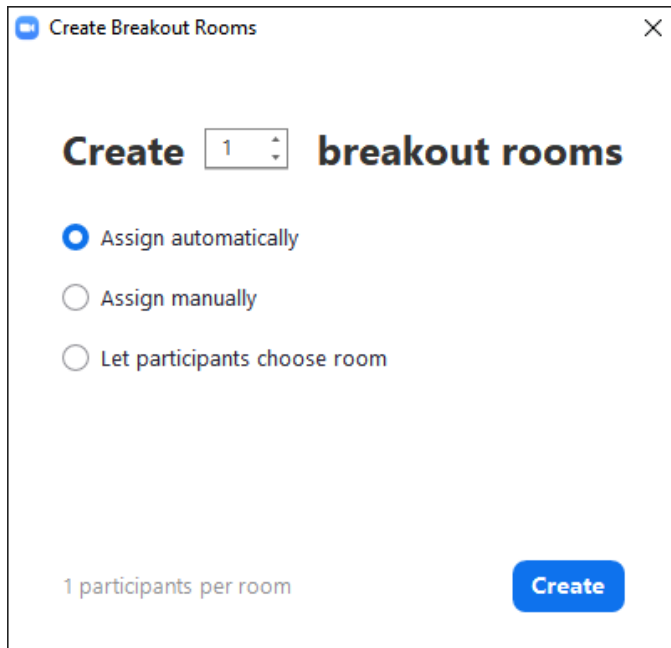 Create Breakout Rooms
Create 1 breakout rooms
Assign automatically
Assign manually
Let participants choose room
1 participants per room
Create